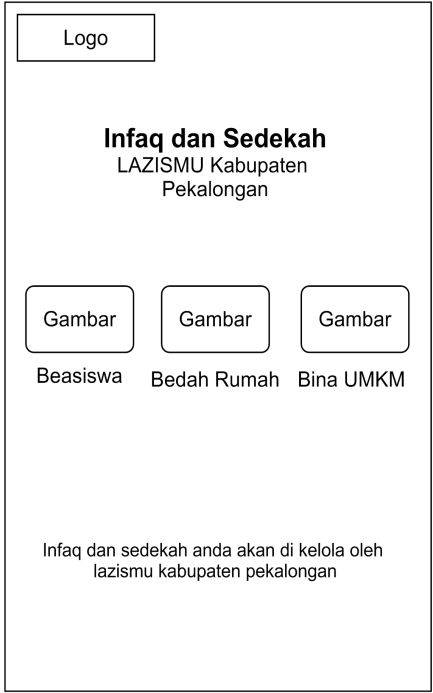 Logo
Infaq dan Sedekah
LAZISMU Kabupaten
Pekalongan
Gambar
Gambar
Gambar
Beasiswa
Bedah Rumah
Bina UMKM
Infaq dan sedekah anda akan di kelola oleh
lazismu kabupaten pekalongan